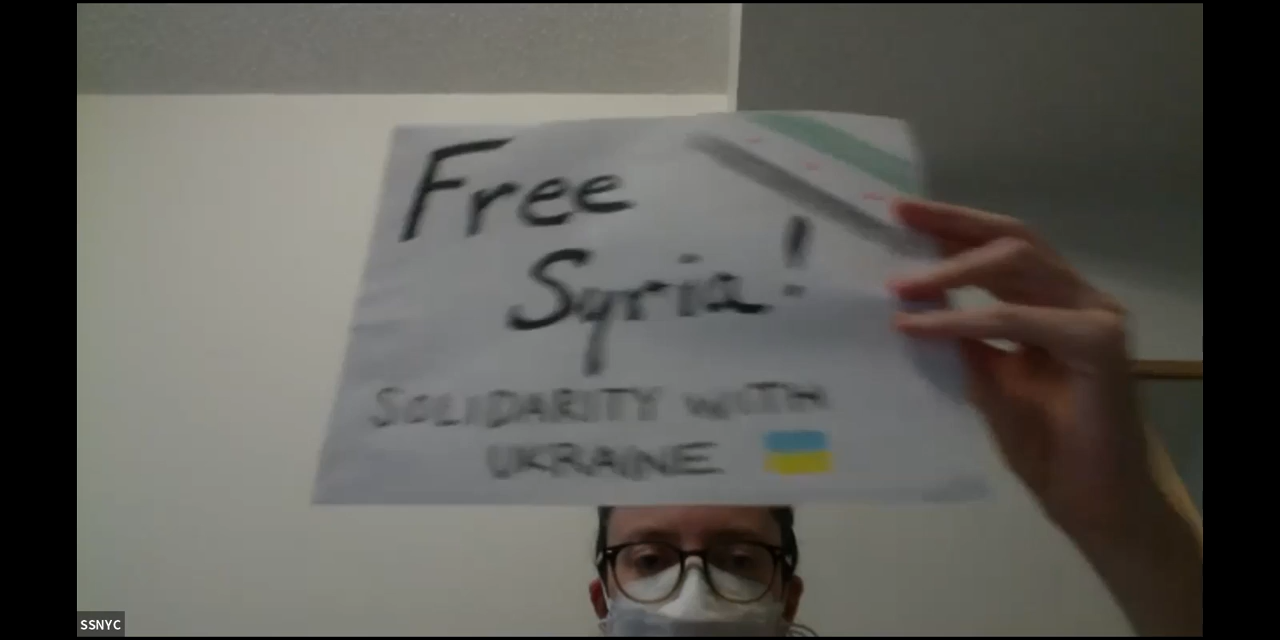 Free
Syria!
SOLIDARITY WITH
UKRAINE
SSNYC